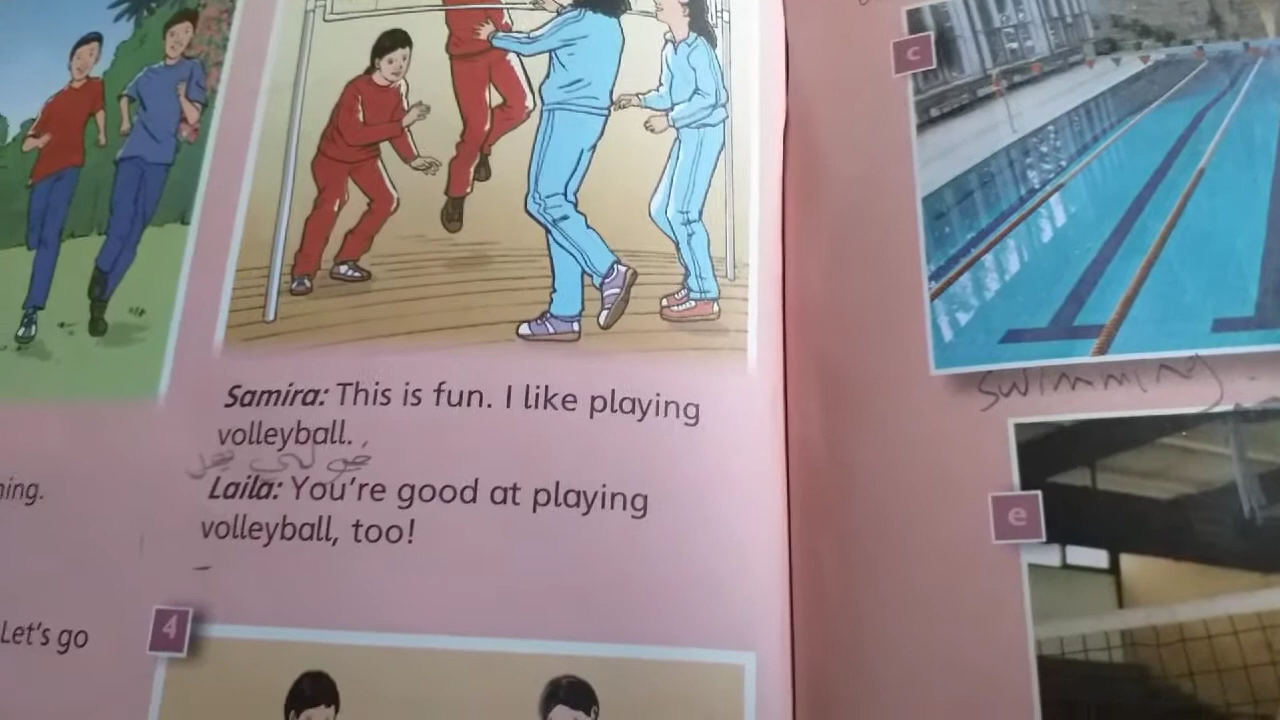 Samira: This is fun. I like playing
volleyball.
Laila: You're good at playing
volleyball, too!
Let's go
4
c
swimming.
e